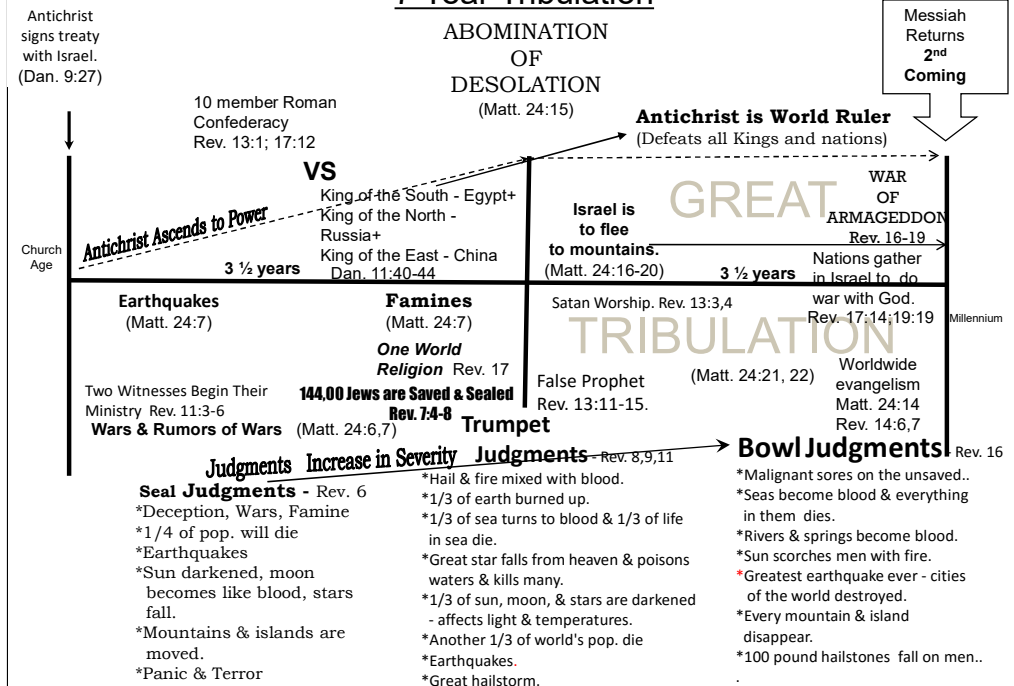 7 Year Tribulation
Antichrist
signs treaty
with Israel.
(Dan. 9:27)
ABOMINATION
OF
DESOLATION
(Matt. 24:15)
Messiah
Returns
2nd
Coming
10 member Roman
Confederacy
Rev. 13:1; 17:12
Antichrist is World Ruler
(Defeats all Kings and nations)
VS
King of the South - Egypt+
King of the North -
Russia+
King of the East - China
Dan. 11:40-44
Antichrist Ascends to Power
Church
Age
3 ½ years
Israel is
to flee
to mountains.
(Matt. 24:16-20)
GREAT
WAR
OF
ARMAGEDDON
Rev. 16-19
3 ½ years
Nations gather
in Israel to do
war with God.
Rev. 17:14;19:19
Millennium
Earthquakes
(Matt. 24:7)
Famines
(Matt. 24:7)
One World
Religion Rev. 17
Satan Worship. Rev. 13:3,4
TRIBULATION
(Matt. 24:21, 22)
Two Witnesses Begin Their
Ministry Rev. 11:3-6
144,00 Jews are Saved & Sealed
Rev. 7:4-8
Wars & Rumors of Wars (Matt. 24:6,7)
False Prophet
Rev. 13:11-15.
Worldwide
evangelism
Matt. 24:14
Rev. 14:6,7
Judgments Increase in Severity
Seal Judgments - Rev. 6
*Deception, Wars, Famine
*1/4 of pop. will die
*Earthquakes
*Sun darkened, moon
becomes like blood, stars
fall.
*Mountains & islands are
moved.
*Panic & Terror
Trumpet
Judgments - Rev. 8,9,11
*Hail & fire mixed with blood.
*1/3 of earth burned up.
*1/3 of sea turns to blood & 1/3 of life
in sea die.
*Great star falls from heaven & poisons
waters & kills many.
*1/3 of sun, moon, & stars are darkened
- affects light & temperatures.
*Another 1/3 of world's pop. die
*Earthquakes.
*Great hailstorm.
Bowl Judgments - Rev. 16
*Malignant sores on the unsaved..
*Seas become blood & everything
in them dies.
*Rivers & springs become blood.
*Sun scorches men with fire.
*Greatest earthquake ever - cities
of the world destroyed.
*Every mountain & island
disappear.
*100 pound hailstones fall on men..
.